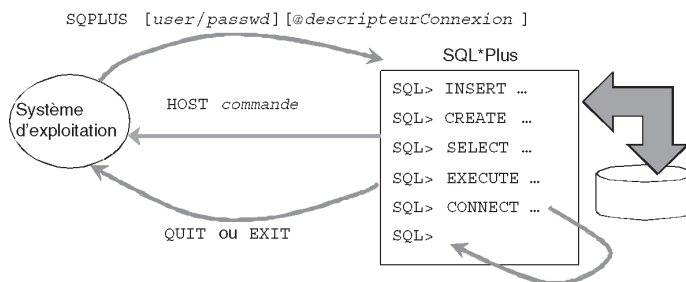 SQPLUS [user/passwd][@descripteurConnexion ]
SQL*Plus
Système
d'exploitation
HOST commande
QUIT ou EXIT
SQL> INSERT …
SQL> CREATE …
SQL> SELECT …
SQL> EXECUTE …
SQL> CONNECT …
SQL>